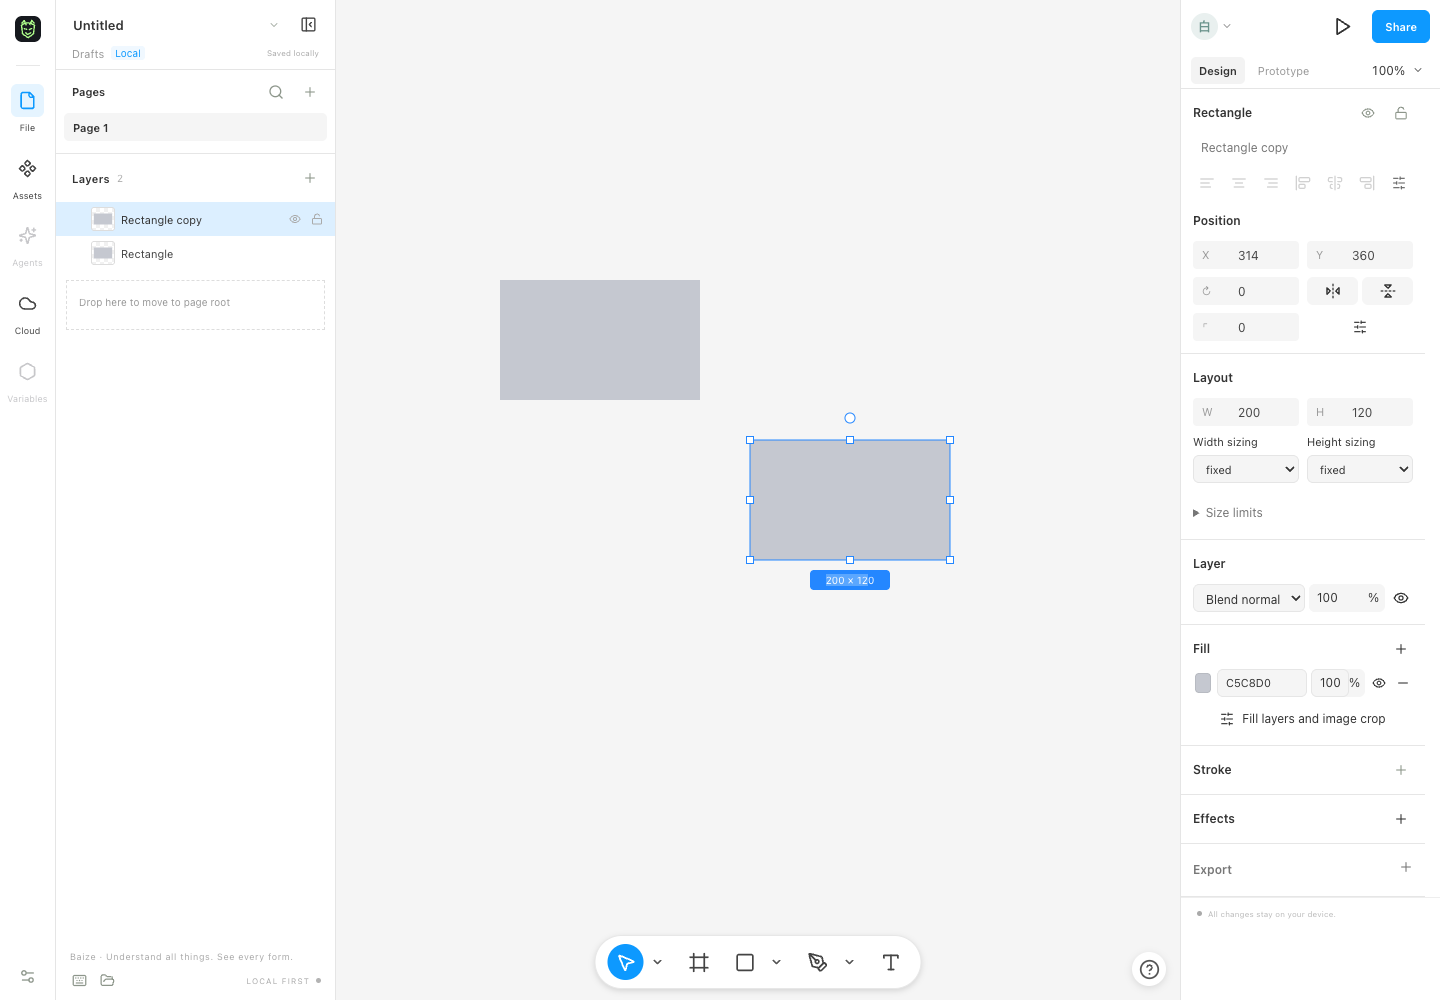 Untitled
Drafts Local Saved locally
File
Assets
Agents
Cloud
Variables
Pages
Page 1
Layers 2
Rectangle copy
Rectangle
Drop here to move to page root
Baize · Understand all things. See every form.
LOCAL FIRST
200 × 120
T
白
Share
Design Prototype 100%
Rectangle
Rectangle copy
Position
X 314 Y 360
0
0
Layout
W 200 H 120
Width sizing Height sizing
fixed fixed
Size limits
Layer
Blend normal 100 %
Fill
C5C8D0 100 %
Fill layers and image crop
Stroke
Effects
Export
All changes stay on your device.